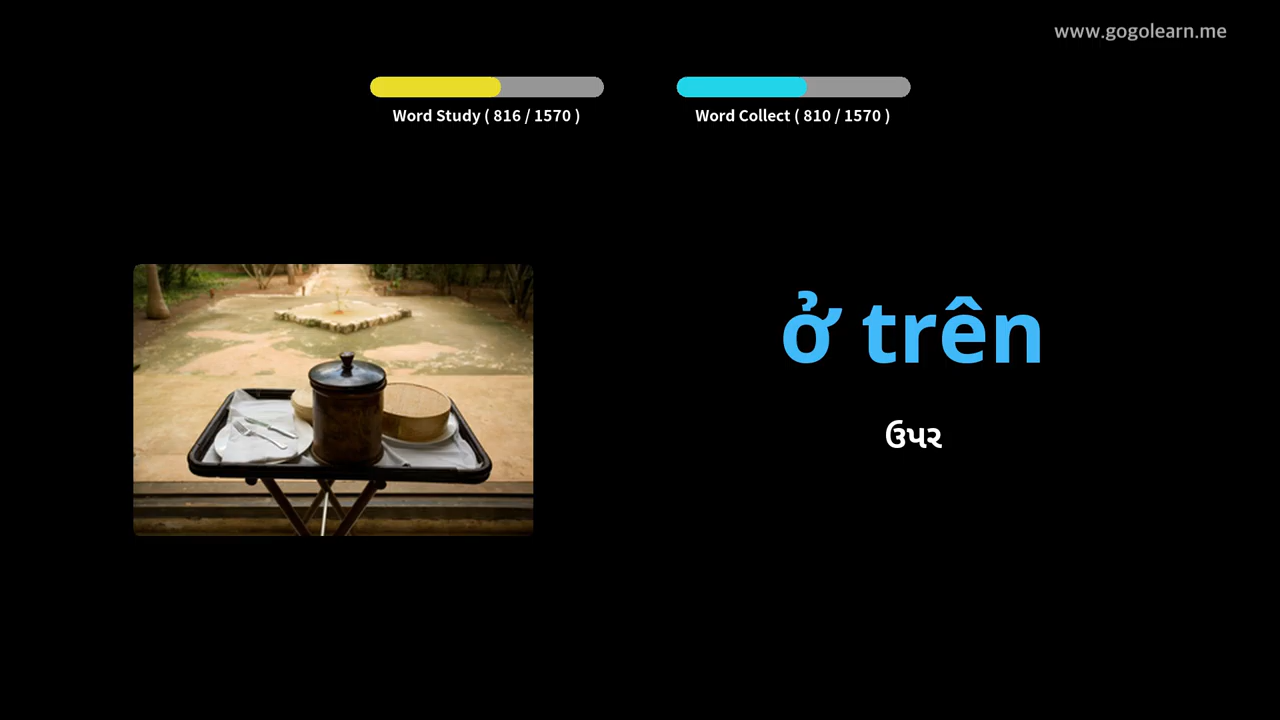 www.gogolearn.me
Word Study ( 816 / 1570 )
Word Collect ( 810 / 1570 )
ở trên
ઉપર